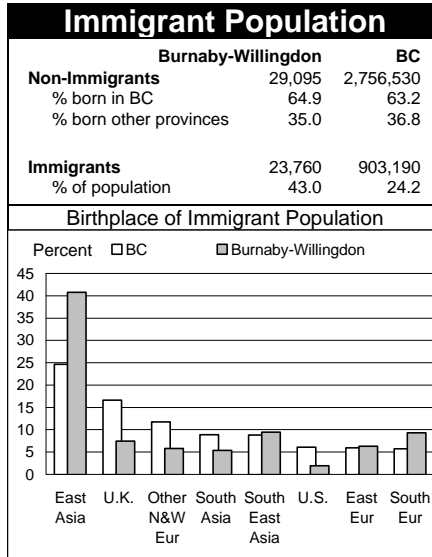 Immigrant Population
Burnaby-Willingdon BC
Non-Immigrants 29,095 2,756,530
% born in BC 64.9 63.2
% born other provinces 35.0 36.8
Immigrants 23,760 903,190
% of population 43.0 24.2
Birthplace of Immigrant Population
Percent BC Burnaby-Willingdon
45
40
35
30
25
20
15
10
5
0
East U.K. Other South South U.S. East South
Asia N&W Asia East Eur Eur
Eur Asia